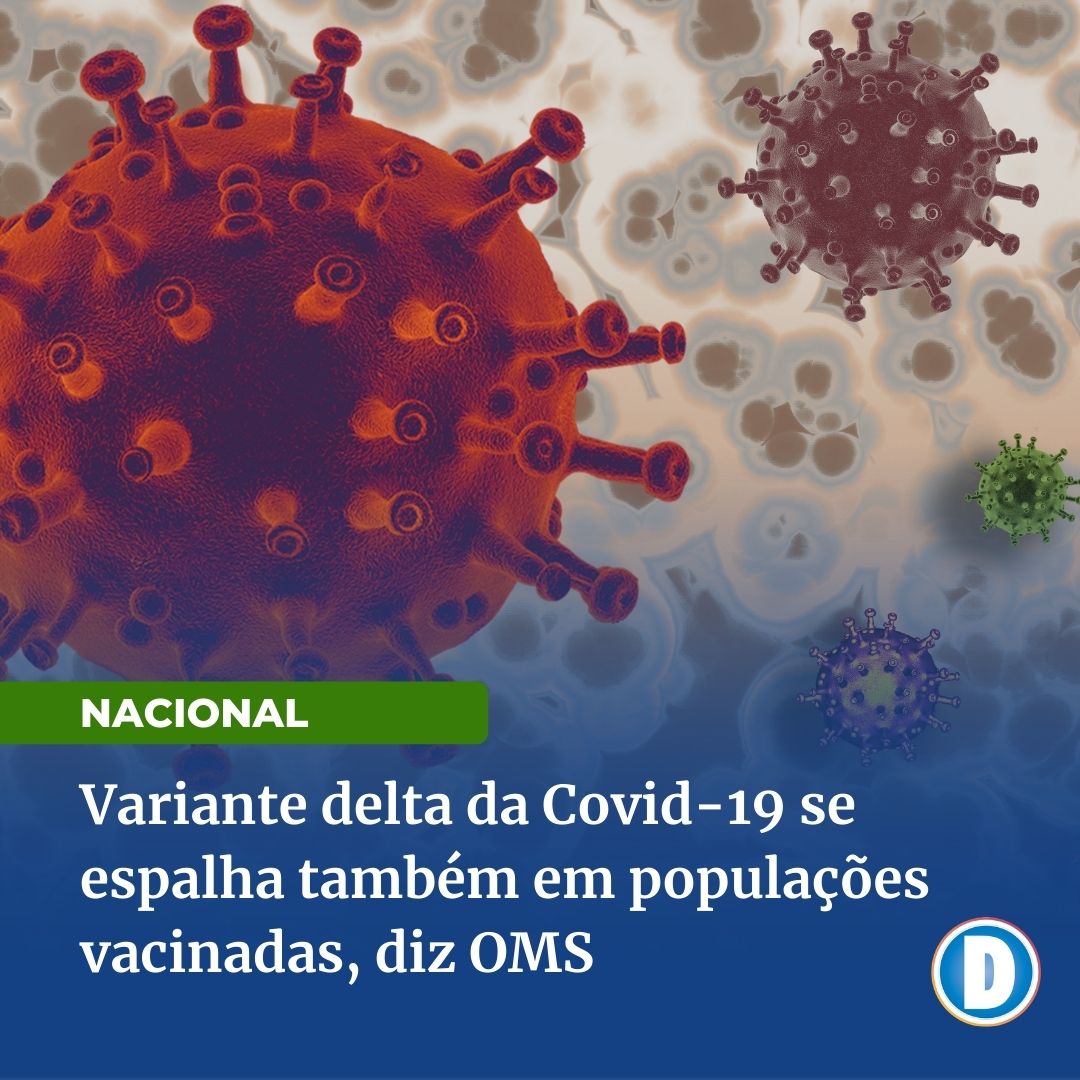 NACIONAL
Variante delta da Covid-19 se
espalha também em populações
vacinadas, diz OMS
D